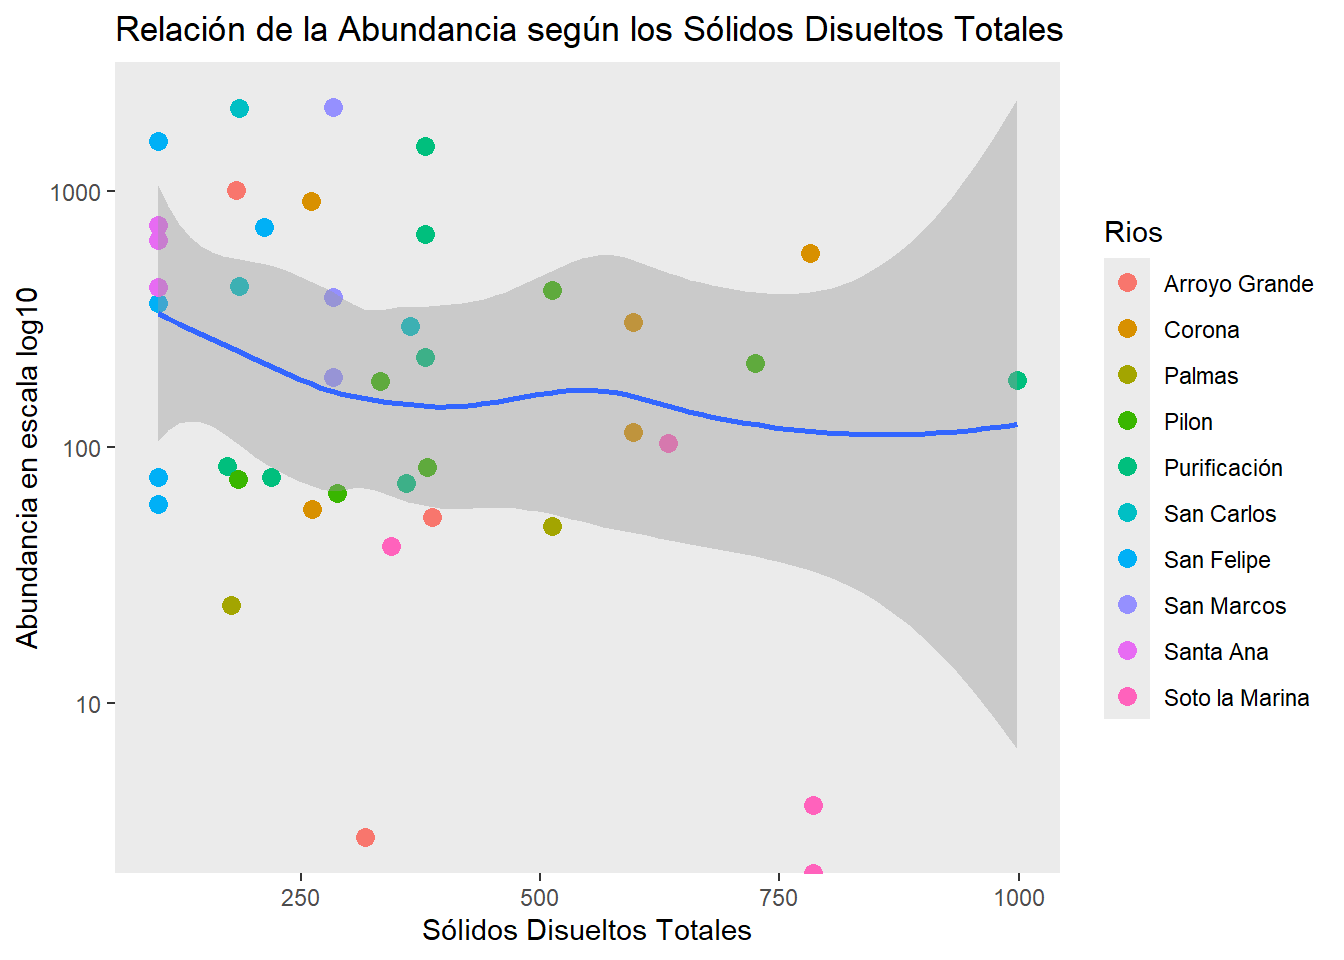 Relación de la Abundancia según los Sólidos Disueltos Totales
Abundancia en escala log10
1000
100
10
250 500 750 1000
Sólidos Disueltos Totales
Rios
Arroyo Grande
Corona
Palmas
Pilon
Purificación
San Carlos
San Felipe
San Marcos
Santa Ana
Soto la Marina